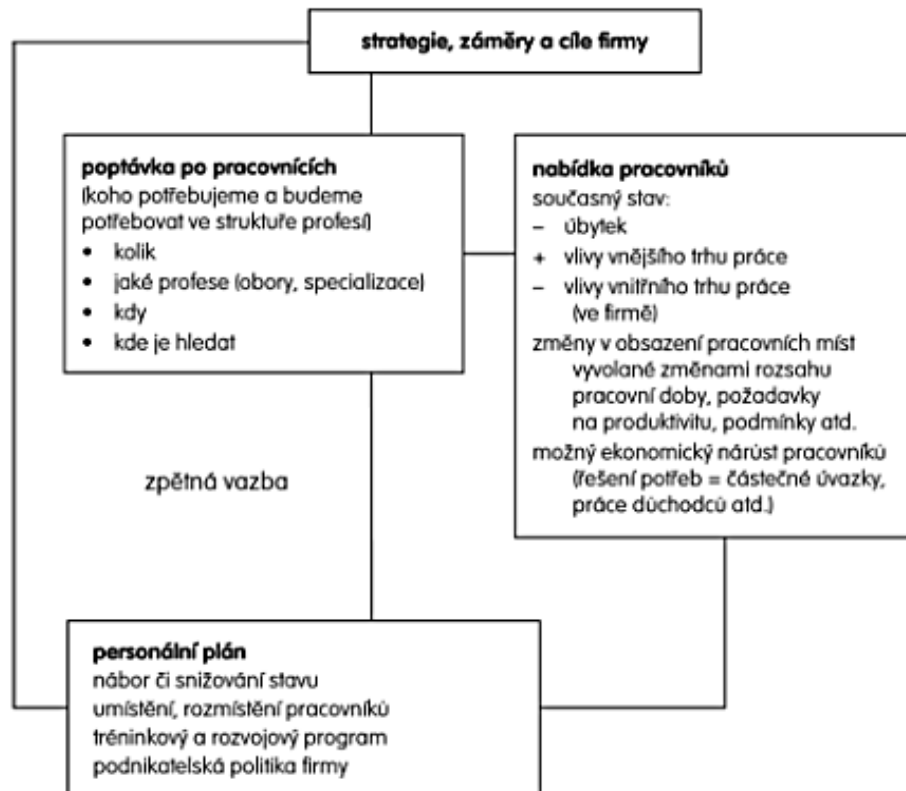 strategie, záměry a cíle firmy
poptávka po pracovnících
(koho potřebujeme a budeme
potřebovat ve struktuře profesí)
• kolik
• jaké profese (obory, specializace)
• kdy
• kde je hledat
nabídka pracovníků
současný stav:
– úbytek
+ vlivy vnějšího trhu práce
– vlivy vnitřního trhu práce
(ve firmě)
změny v obsazení pracovních míst
vyvolané změnami rozsahu
pracovní doby, požadavky
na produktivitu, podmínky atd.
možný ekonomický nárůst pracovníků
(řešení potřeb = částečné úvazky,
práce důchodců atd.)
zpětná vazba
personální plán
nábor či snižování stavu
umístění, rozmístění pracovníků
tréninkový a rozvojový program
podnikatelská politika firmy